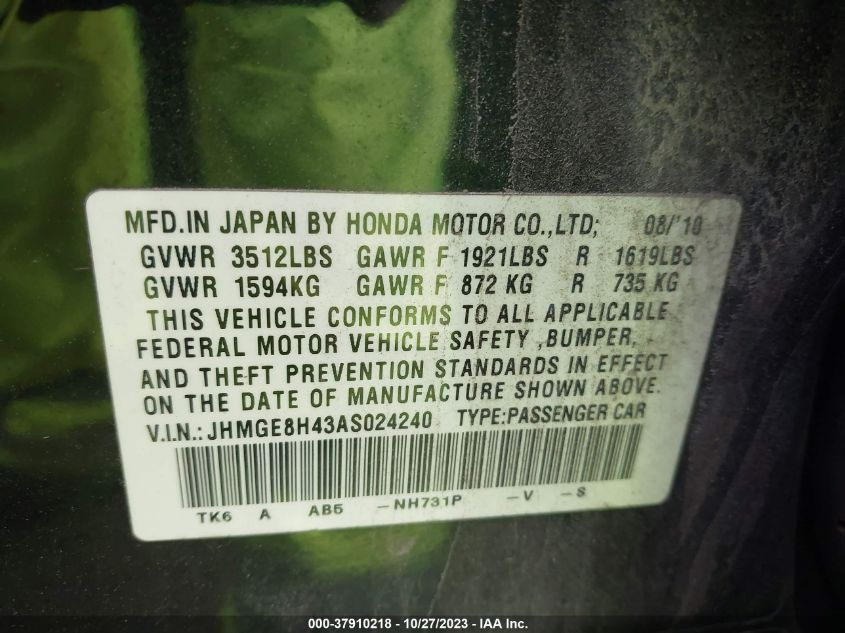 MFD.IN JAPAN BY HONDA MOTOR CO.,LTD; 08/'10
GVWR 3512LBS GAWR F 1921LBS R 1619LBS
GVWR 1594KG GAWR F 872 KG R 735 KG
THIS VEHICLE CONFORMS TO ALL APPLICABLE
FEDERAL MOTOR VEHICLE SAFETY ,BUMPER,
AND THEFT PREVENTION STANDARDS IN EFFECT
ON THE DATE OF MANUFACTURE SHOWN ABOVE.
V.I.N.: JHMGE8H43AS024240 TYPE:PASSENGER CAR
TK6 A AB5 -NH731P -V -S
000-37910218 - 10/27/2023 - IAA Inc.